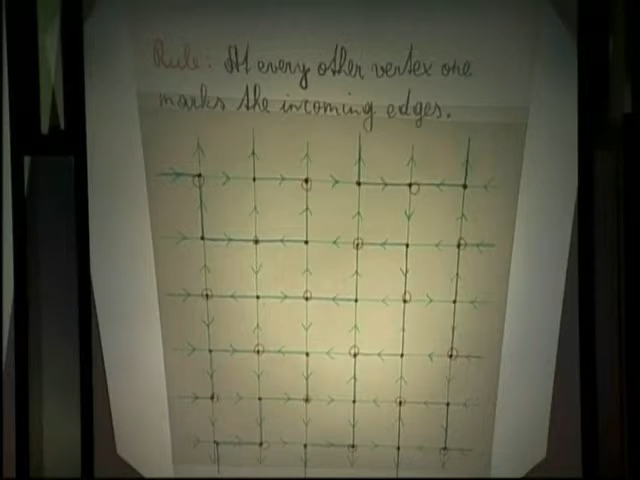 Rule: At every other vertex one
marks the incoming edges.